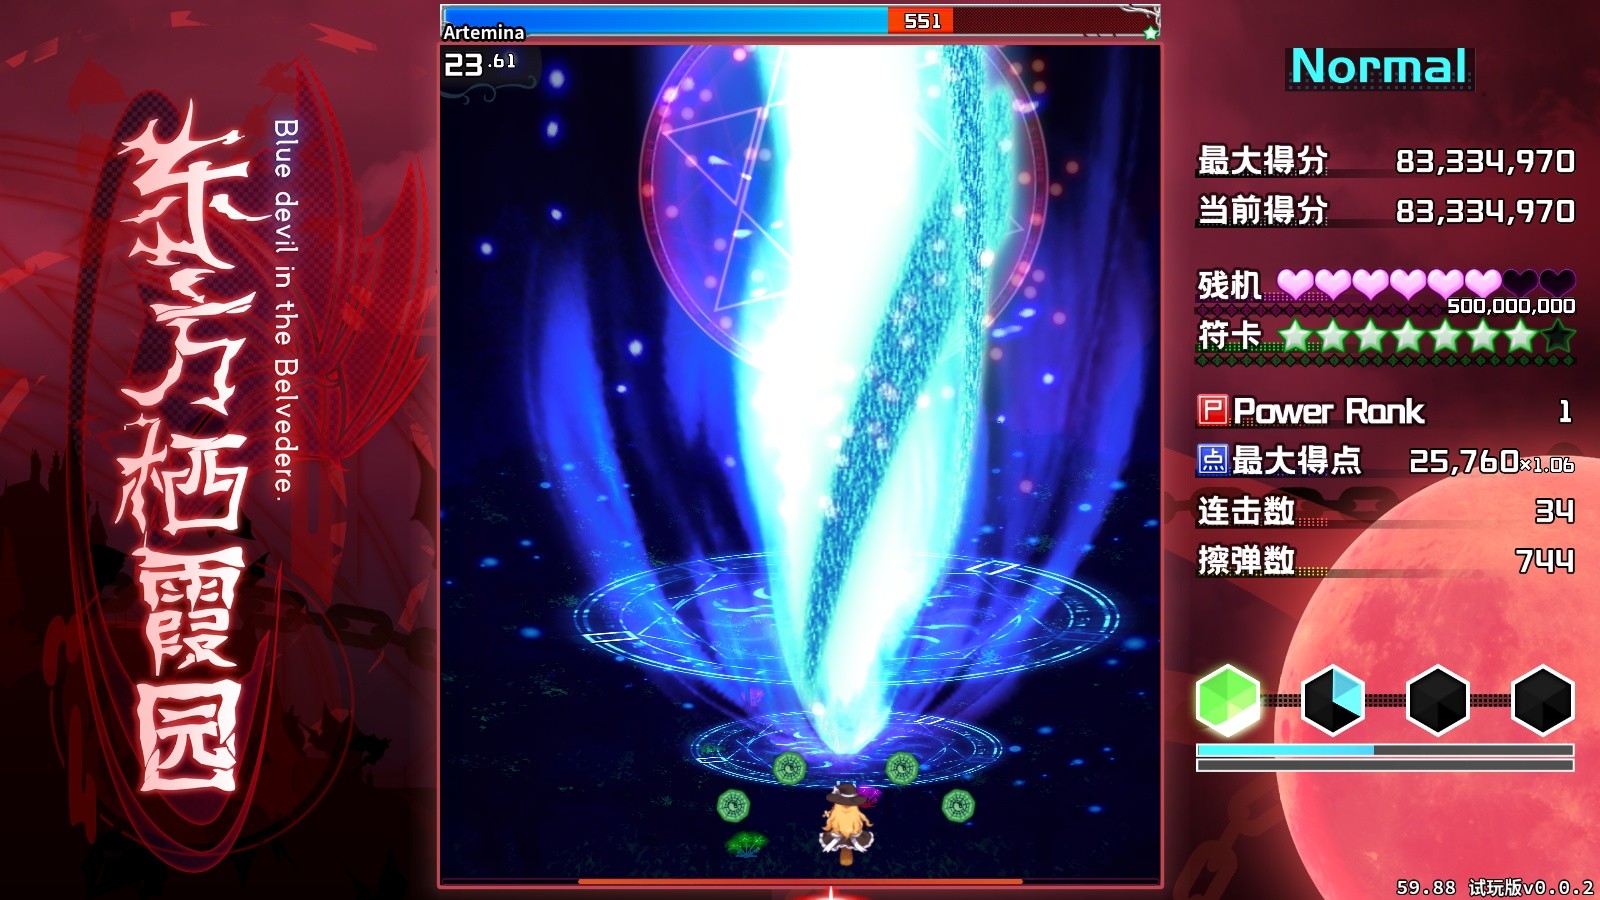 东方栖霞园
Blue devil in the Belvedere.
551
Artemina
23.61
Normal
最大得分 83,334,970
当前得分 83,334,970
残机
500,000,000
符卡
P Power Rank 1
点 最大得点 25,760×1.06
连击数 34
擦弹数 744
59.88 试玩版v0.0.2